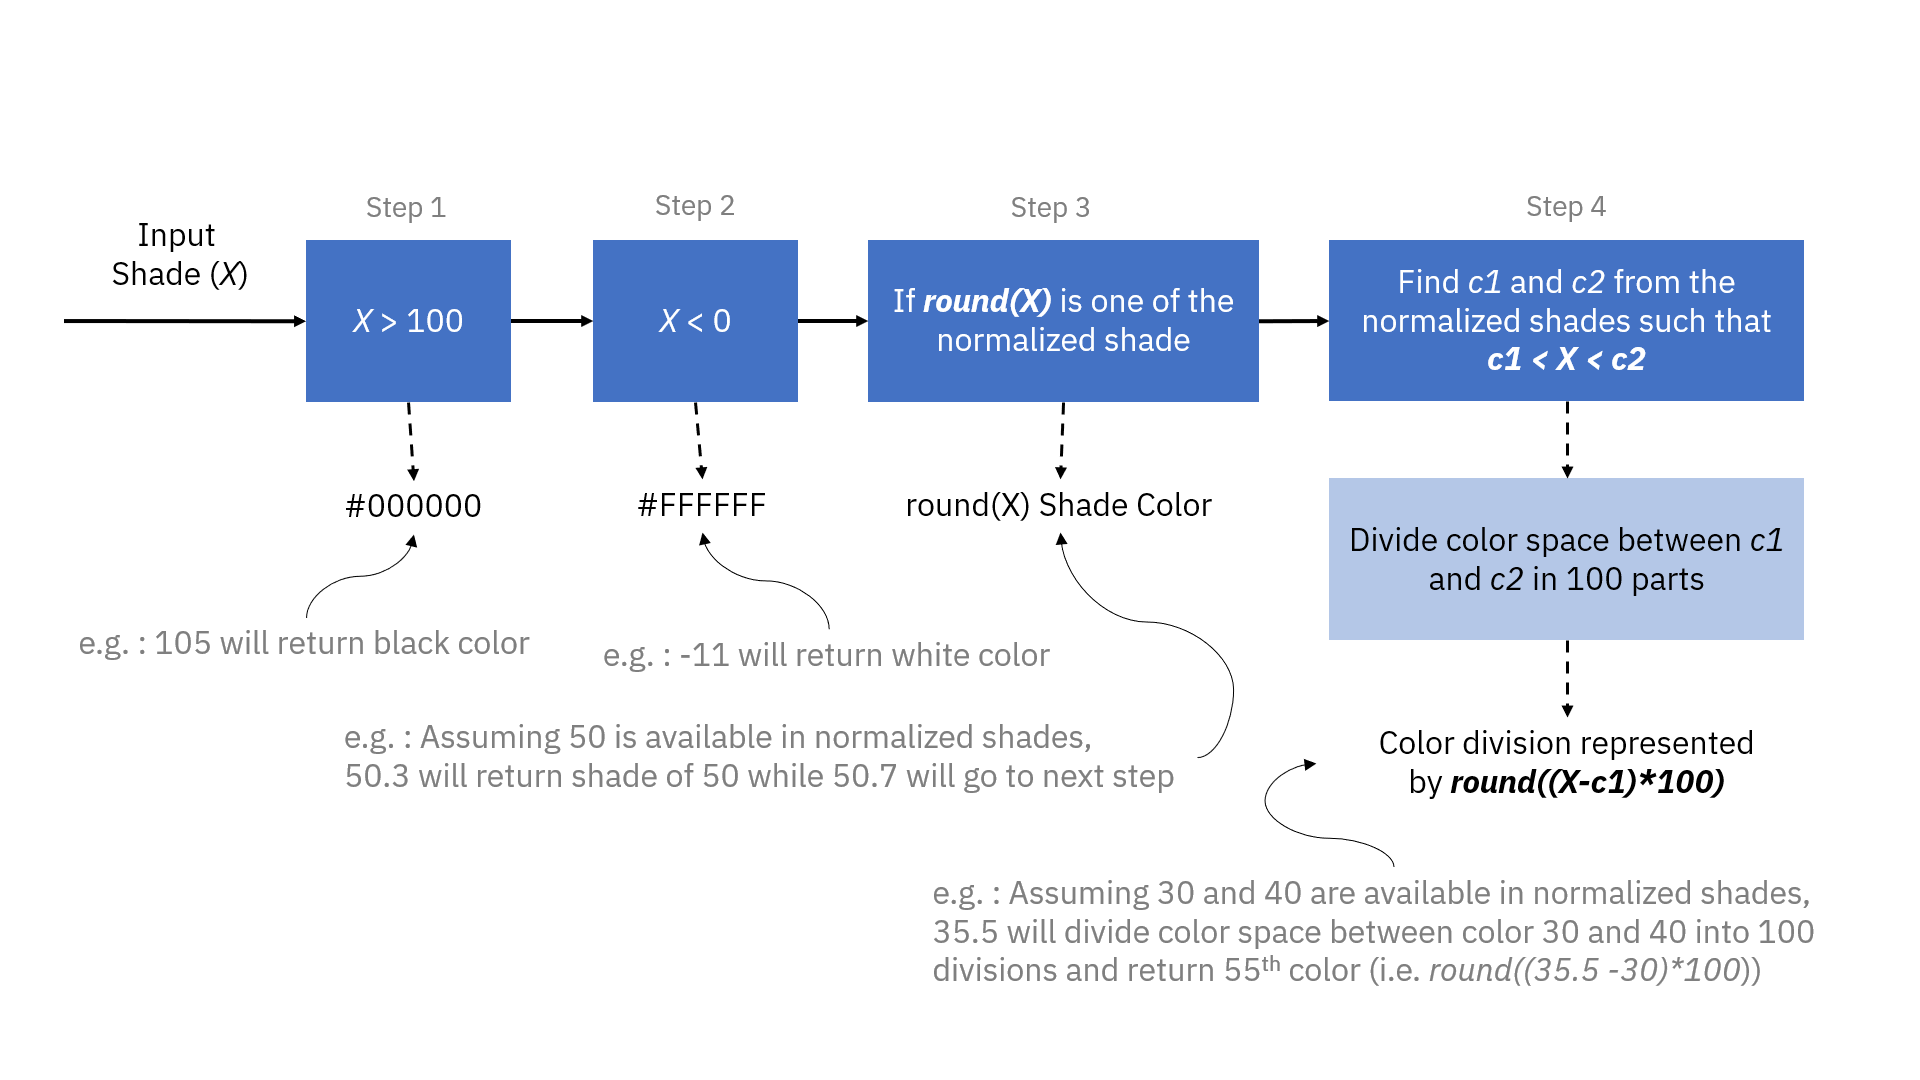 Input
Shade (X)
Step 1
X > 100
#000000
e.g. : 105 will return black color
Step 2
X < 0
#FFFFFF
e.g. : -11 will return white color
Step 3
If round(X) is one of the
normalized shade
round(X) Shade Color
e.g. : Assuming 50 is available in normalized shades,
50.3 will return shade of 50 while 50.7 will go to next step
Step 4
Find c1 and c2 from the
normalized shades such that
c1 < X < c2
Divide color space between c1
and c2 in 100 parts
Color division represented
by round((X-c1)*100)
e.g. : Assuming 30 and 40 are available in normalized shades,
35.5 will divide color space between color 30 and 40 into 100
divisions and return 55th color (i.e. round((35.5 -30)*100))